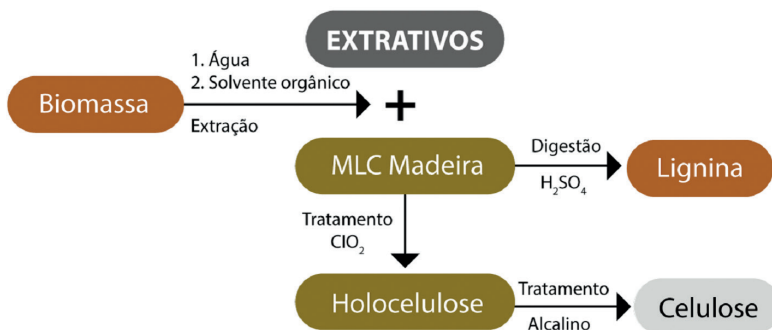 EXTRATIVOS
1. Água
2. Solvente orgânico
Biomassa
+
Extração
MLC Madeira
Digestão
H₂SO₄
Lignina
Tratamento
ClO₂
Holocelulose
Tratamento
Alcalino
Celulose